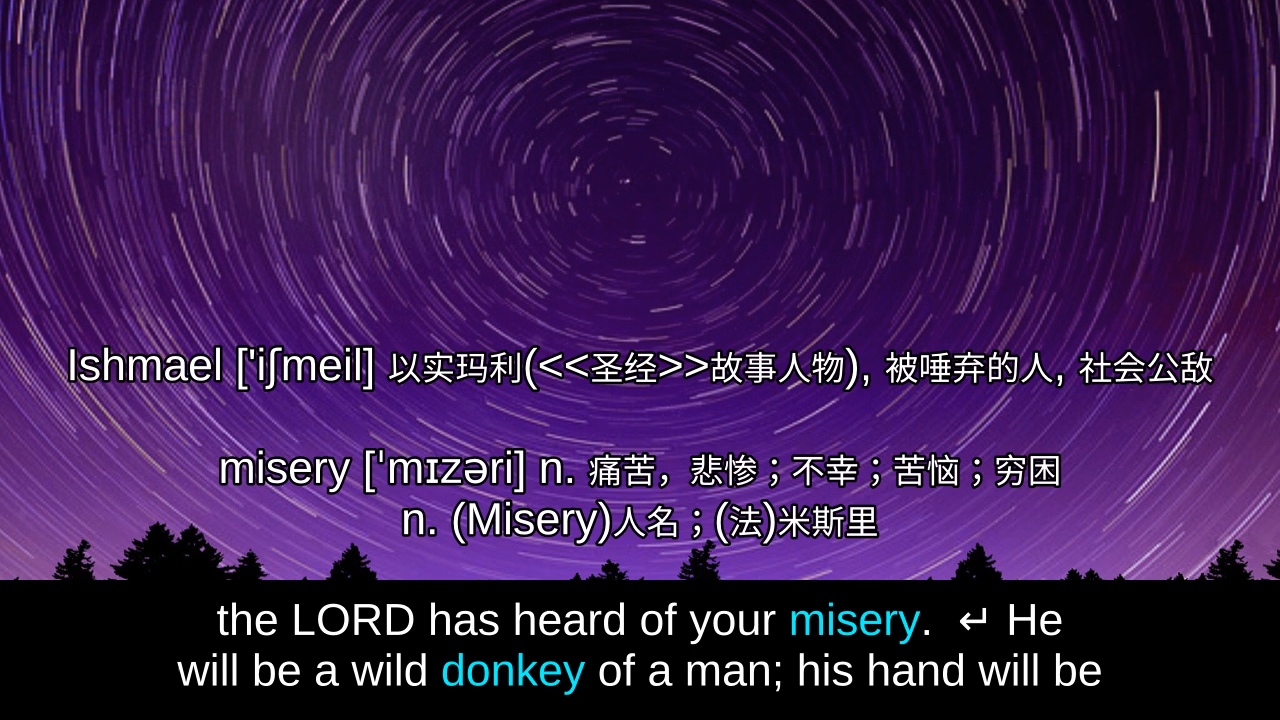 Ishmael ['iʃmeil] 以实玛利(<<圣经>>故事人物), 被唾弃的人, 社会公敌
misery [ˈmɪzəri] n. 痛苦，悲惨；不幸；苦恼；穷困
n. (Misery)人名；(法)米斯里
the LORD has heard of your misery. ↵ He
will be a wild donkey of a man; his hand will be